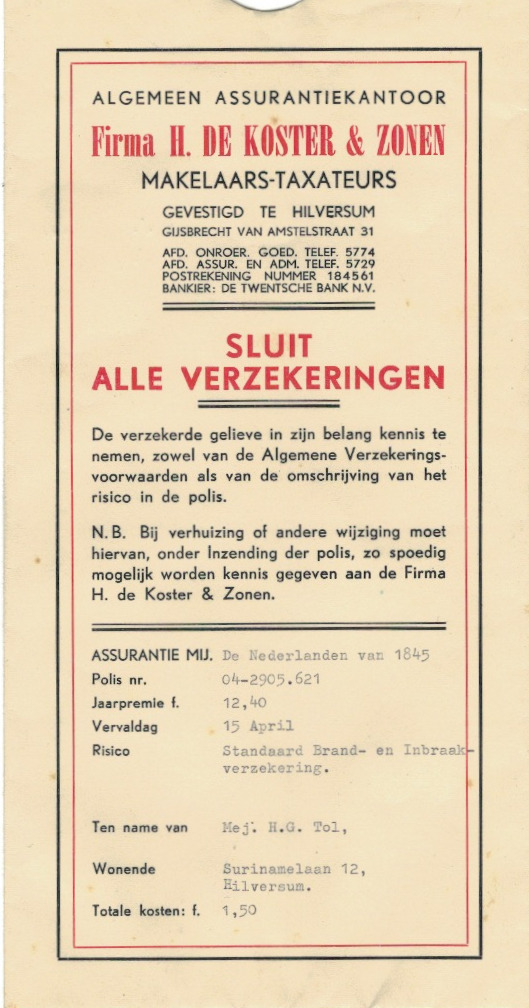 ALGEMEEN ASSURANTIEKANTOOR
Firma H. DE KOSTER & ZONEN
MAKELAARS-TAXATEURS
GEVESTIGD TE HILVERSUM
GIJSBRECHT VAN AMSTELSTRAAT 31
AFD. ONROER. GOED. TELEF. 5774
AFD. ASSUR. EN ADM. TELEF. 5729
POSTREKENING NUMMER 184561
BANKIER: DE TWENTSCHE BANK N.V.
SLUIT
ALLE VERZEKERINGEN
De verzekerde gelieve in zijn belang kennis te
nemen, zowel van de Algemene Verzekerings-
voorwaarden als van de omschrijving van het
risico in de polis.
N.B. Bij verhuizing of andere wijziging moet
hiervan, onder Inzending der polis, zo spoedig
mogelijk worden kennis gegeven aan de Firma
H. de Koster & Zonen.
ASSURANTIE MIJ. De Nederlanden van 1845
Polis nr. 04-2905.621
Jaarpremie f. 12,40
Vervaldag 15 April
Risico Standaard Brand- en Inbraak-
verzekering.
Ten name van Mej. H.G. Tol,
Wonende Surinamelaan 12,
Hilversum.
Totale kosten: f. 1,50